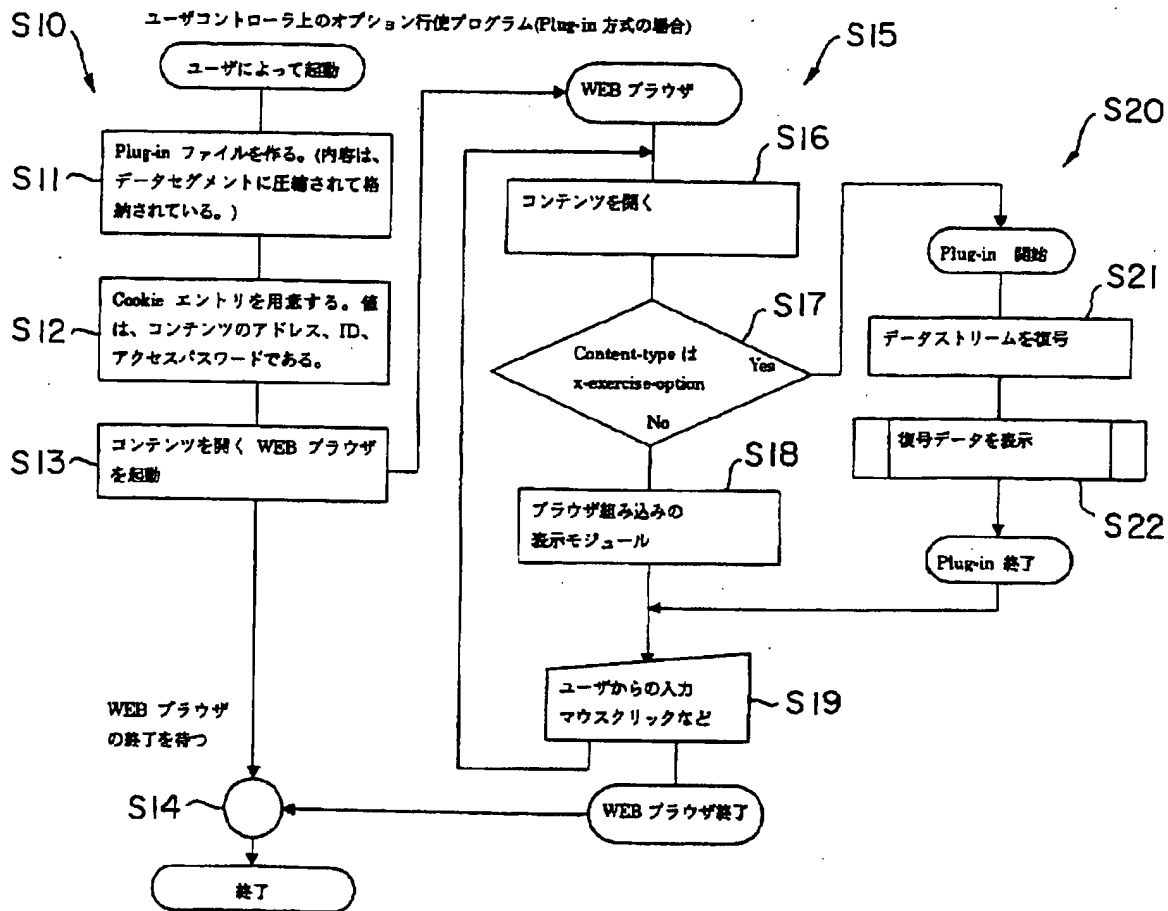 ユーザコントローラ上のオプション行使プログラム(Plug-in 方式の場合)
S10
ユーザによって起動
S11
Plug-in ファイルを作る。(内容は、
データセグメントに圧縮されて格
納されている。)
S12
Cookie エントリを用意する。値
は、コンテンツのアドレス、ID、
アクセスパスワードである。
S13
コンテンツを開く WEB ブラウザ
を起動
WEB ブラウザ
の終了を待つ
S14
終了
S15
WEB ブラウザ
S16
コンテンツを開く
S17
Content-type は
x-exercise-option
Yes
No
S18
ブラウザ組み込みの
表示モジュール
S19
ユーザからの入力
マウスクリックなど
WEB ブラウザ終了
S20
Plug-in 開始
S21
データストリームを復号
復号データを表示
S22
Plug-in 終了